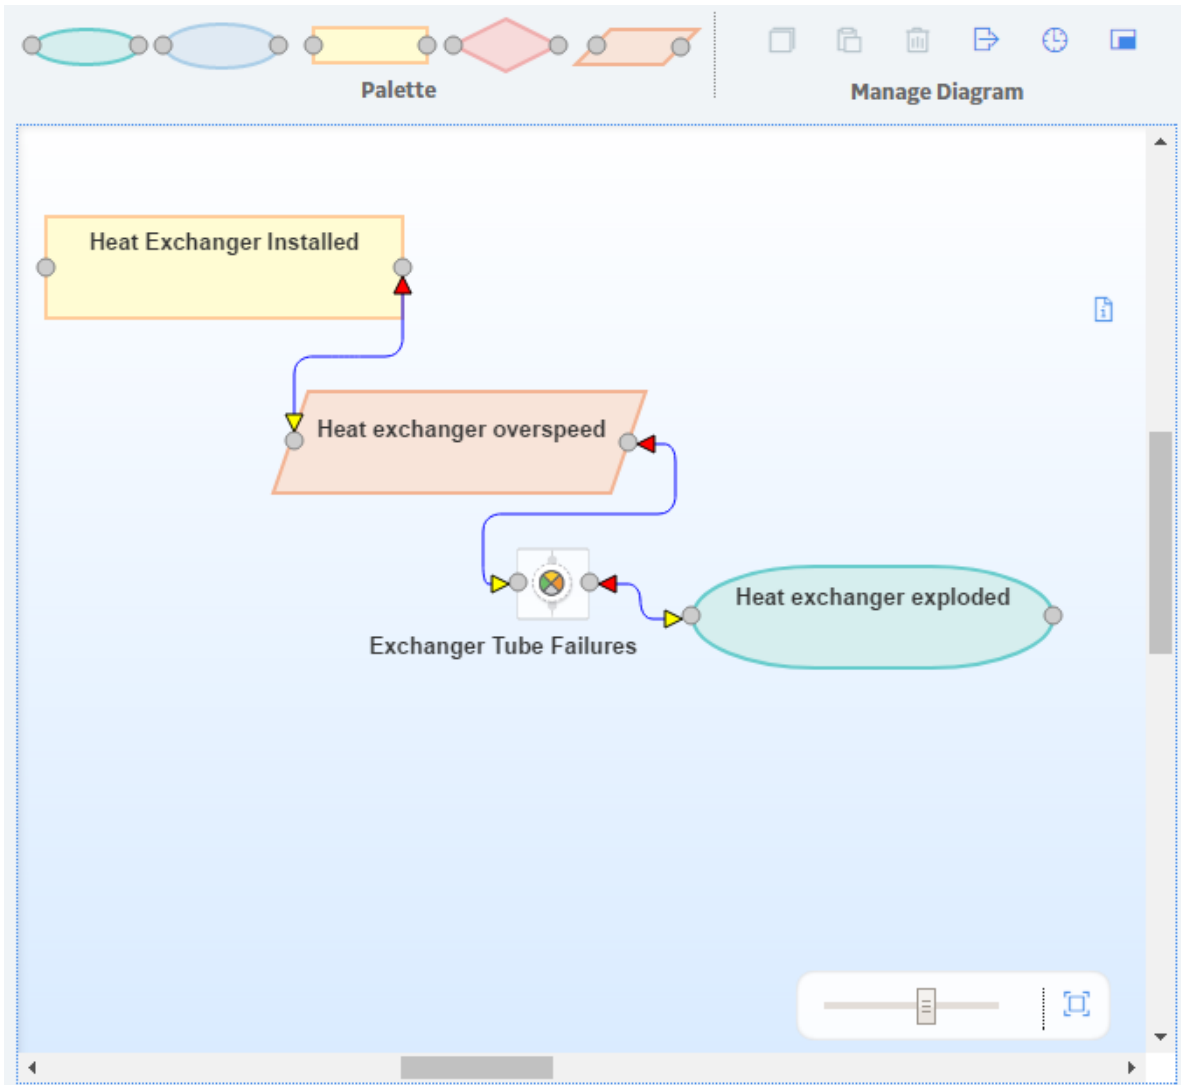 Palette
Manage Diagram
Heat Exchanger Installed
Heat exchanger overspeed
Exchanger Tube Failures
Heat exchanger exploded